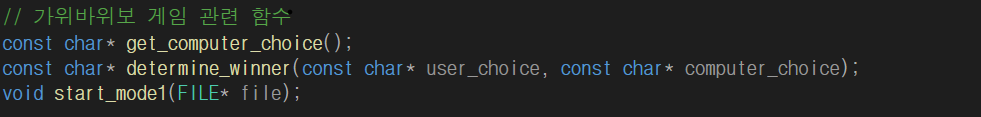 // 가위바위보 게임 관련 함수
const char* get_computer_choice();
const char* determine_winner(const char* user_choice, const char* computer_choice);
void start_mode1(FILE* file);